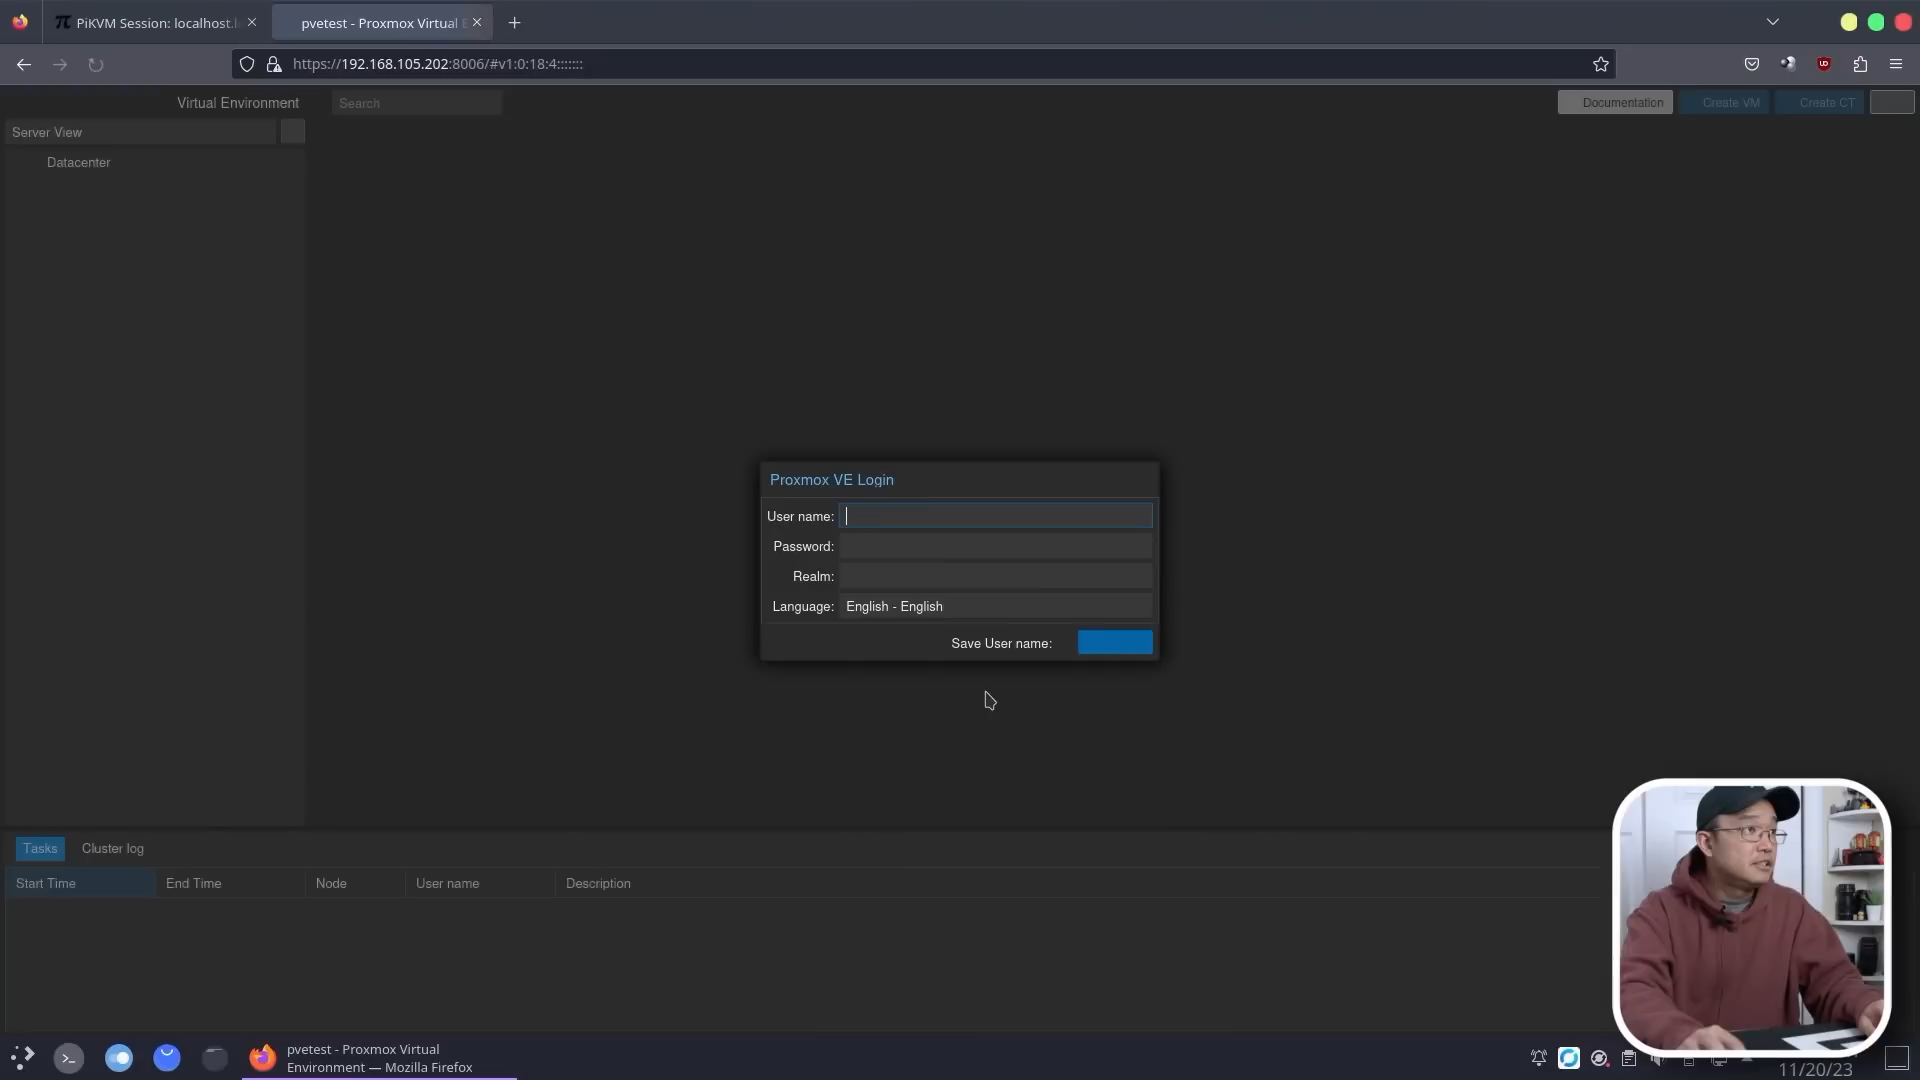 PiKVM Session: localhost.l
pvetest - Proxmox Virtual E
https://192.168.105.202:8006/#v1:0:18:4:::::::
Virtual Environment
Search
Documentation
Create VM
Create CT
Server View
Datacenter
Proxmox VE Login
User name:
Password:
Realm:
Language: English - English
Save User name:
Tasks
Cluster log
Start Time
End Time
Node
User name
Description
pvetest - Proxmox Virtual
Environment — Mozilla Firefox
11/20/23